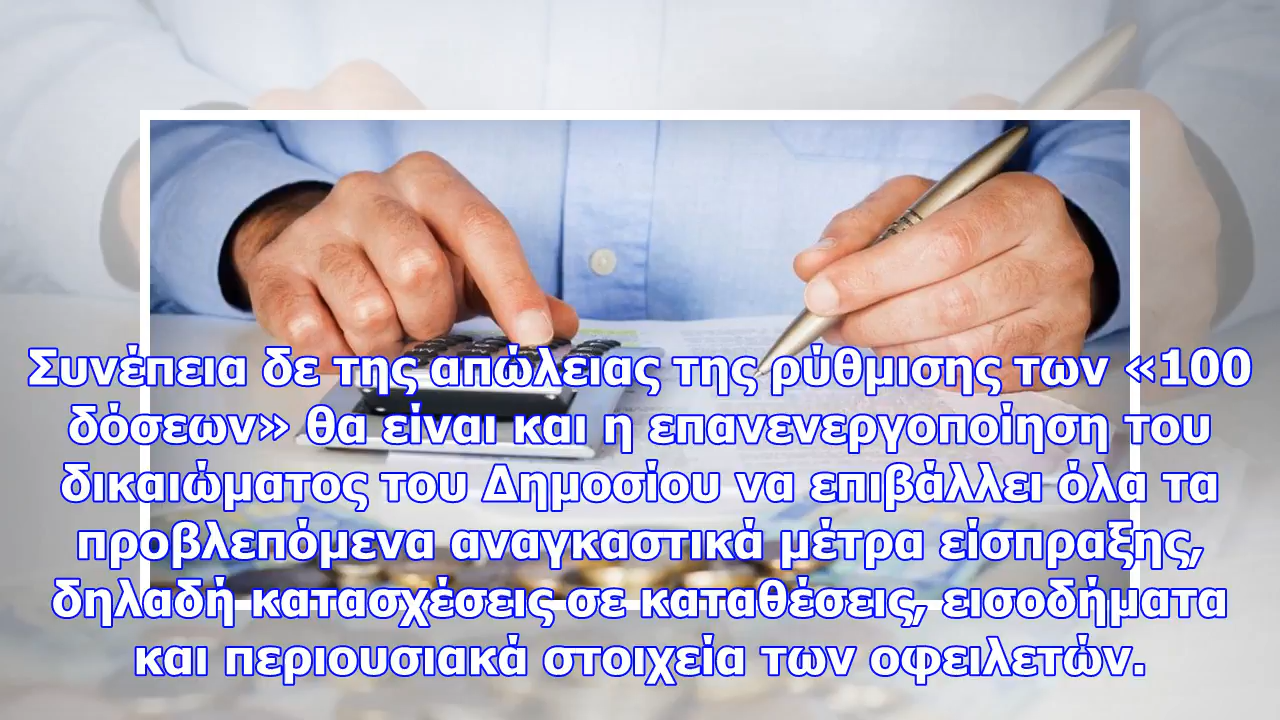 Συνέπεια δε της απώλειας της ρύθμισης των «100
δόσεων» θα είναι και η επανενεργοποίηση του
δικαιώματος του Δημοσίου να επιβάλλει όλα τα
προβλεπόμενα αναγκαστικά μέτρα είσπραξης,
δηλαδή κατασχέσεις σε καταθέσεις, εισοδήματα
και περιουσιακά στοιχεία των οφειλετών.